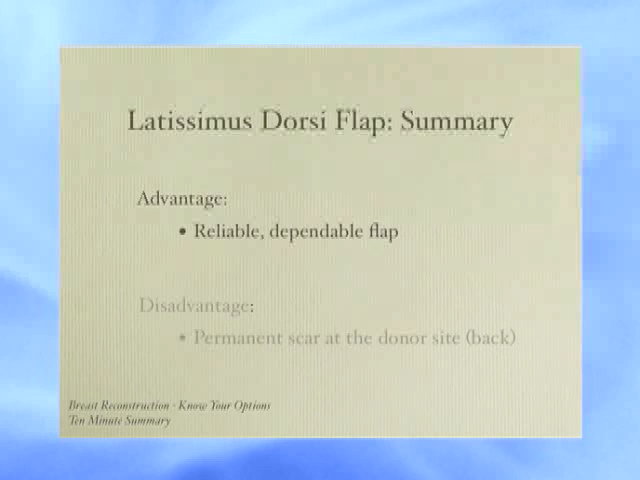 Latissimus Dorsi Flap: Summary
Advantage:
• Reliable, dependable flap
Disadvantage:
• Permanent scar at the donor site (back)
Breast Reconstruction - Know Your Options
Ten Minute Summary